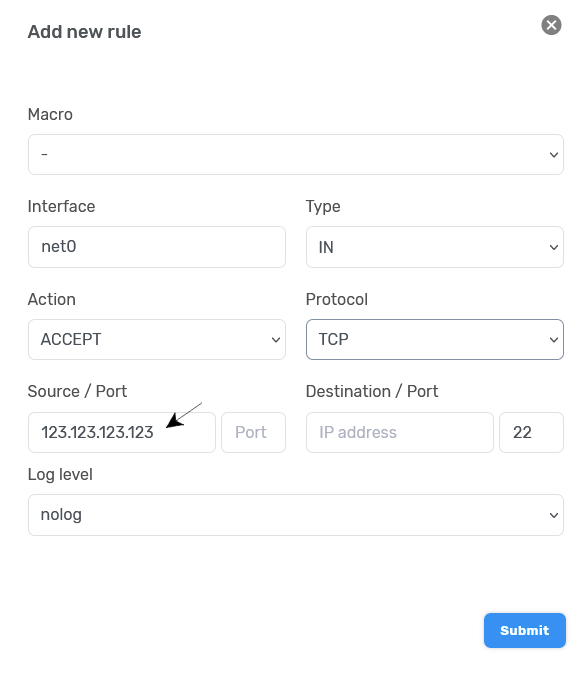 Add new rule
Macro
-
Interface
Type
net0
IN
Action
Protocol
ACCEPT
TCP
Source / Port
Destination / Port
123.123.123.123
Port
IP address
22
Log level
nolog
Submit